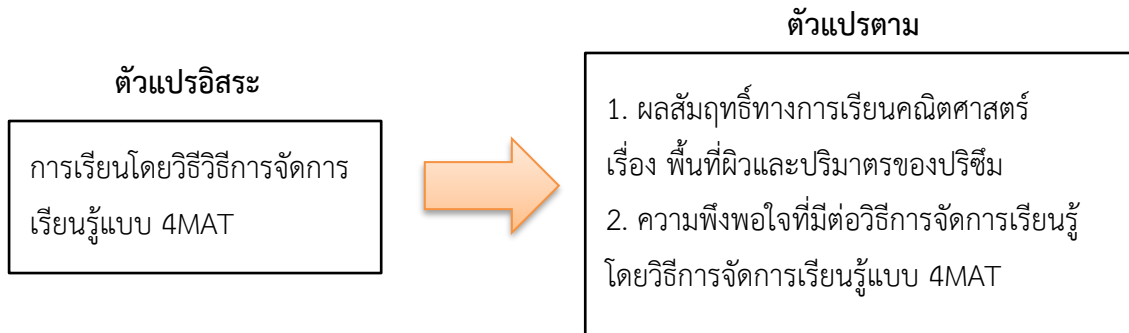 ตัวแปรอิสระ
การเรียนโดยวิธีวิธีการจัดการ
เรียนรู้แบบ 4MAT
ตัวแปรตาม
1. ผลสัมฤทธิ์ทางการเรียนคณิตศาสตร์
เรื่อง พื้นที่ผิวและปริมาตรของปริซึม
2. ความพึงพอใจที่มีต่อวิธีการจัดการเรียนรู้
โดยวิธีการจัดการเรียนรู้แบบ 4MAT